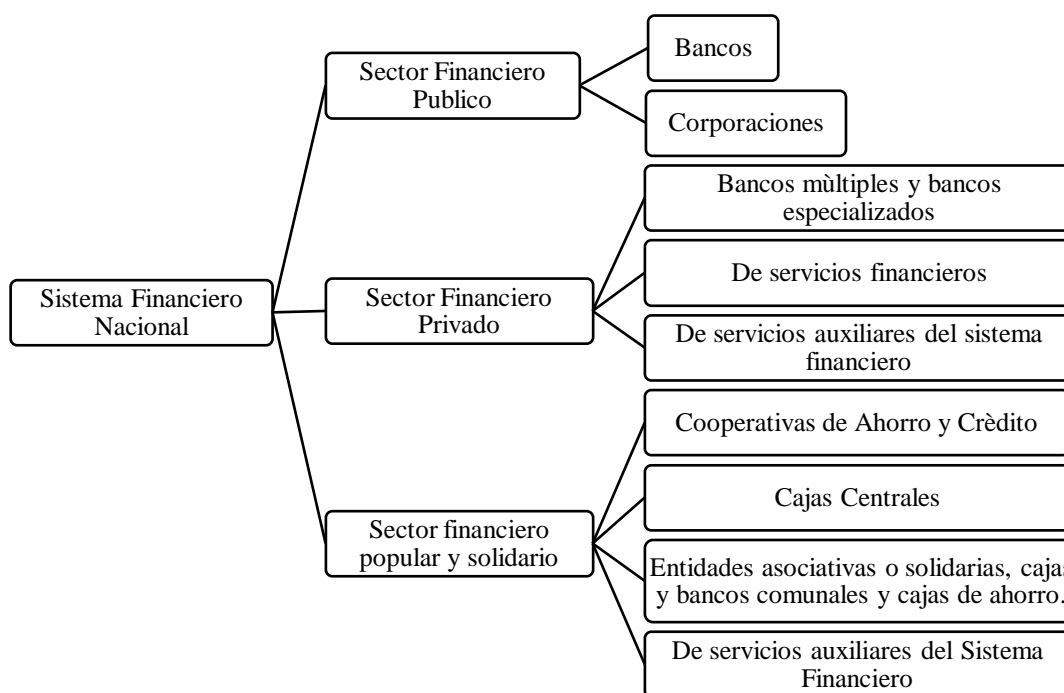 Sistema Financiero
Nacional
Sector Financiero
Publico
Bancos
Corporaciones
Sector Financiero
Privado
Bancos mùltiples y bancos
especializados
De servicios financieros
De servicios auxiliares del sistema
financiero
Sector financiero
popular y solidario
Cooperativas de Ahorro y Crèdito
Cajas Centrales
Entidades asociativas o solidarias, cajas
y bancos comunales y cajas de ahorro.
De servicios auxiliares del Sistema
Financiero